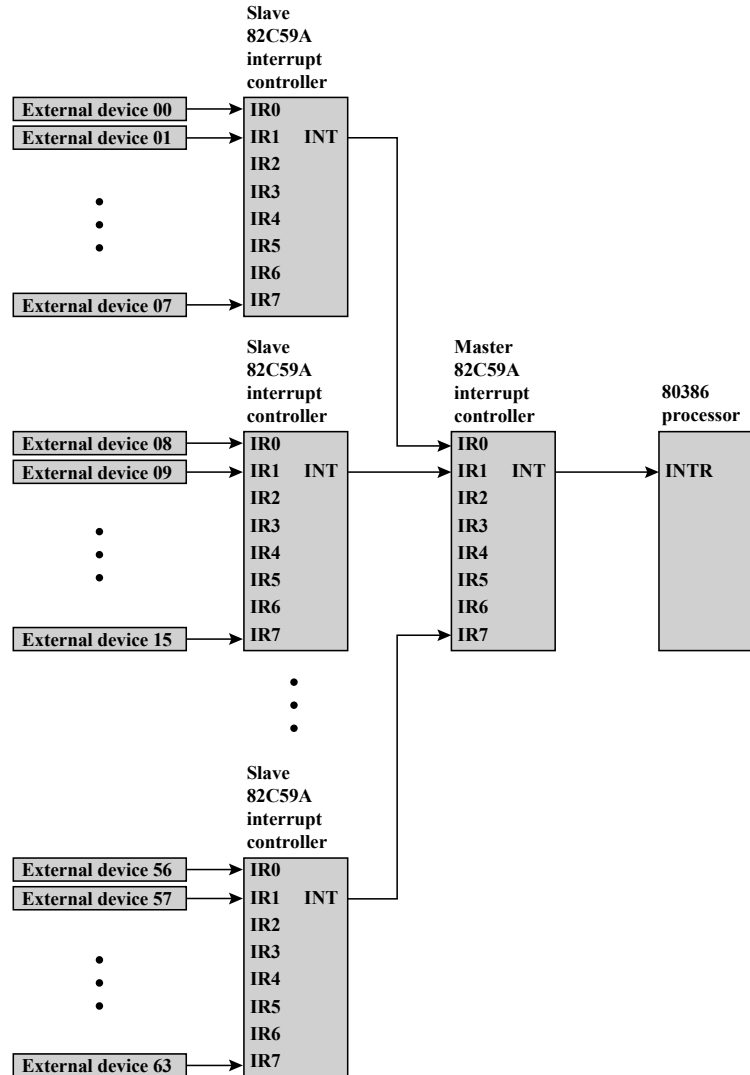 Slave
82C59A
interrupt
controller
External device 00
IR0
External device 01
IR1 INT
IR2
IR3
IR4
IR5
IR6
External device 07
IR7
Slave
82C59A
interrupt
controller
External device 08
IR0
External device 09
IR1 INT
IR2
IR3
IR4
IR5
IR6
External device 15
IR7
Master
82C59A
interrupt
controller
IR0
IR1 INT
IR2
IR3
IR4
IR5
IR6
IR7
80386
processor
INTR
Slave
82C59A
interrupt
controller
External device 56
IR0
External device 57
IR1 INT
IR2
IR3
IR4
IR5
IR6
External device 63
IR7